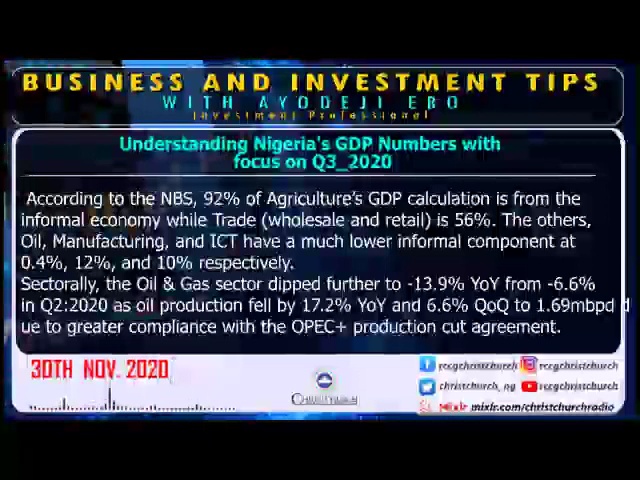 BUSINESS AND INVESTMENT TIPS
WITH AYODEJI EBO
Investment Professional
Understanding Nigeria's GDP Numbers with
focus on Q3_2020
According to the NBS, 92% of Agriculture's GDP calculation is from the
informal economy while Trade (wholesale and retail) is 56%. The others,
Oil, Manufacturing, and ICT have a much lower informal component at
0.4%, 12%, and 10% respectively.
Sectorally, the Oil & Gas sector dipped further to -13.9% YoY from -6.6%
in Q2:2020 as oil production fell by 17.2% YoY and 6.6% QoQ to 1.69mbpd d
ue to greater compliance with the OPEC+ production cut agreement.
30TH NOV. 2020
rccgchristchurch rccgchristchurch
christchurch_ng rccgchristchurch
Mixlr mixlr.com/christchurchradio